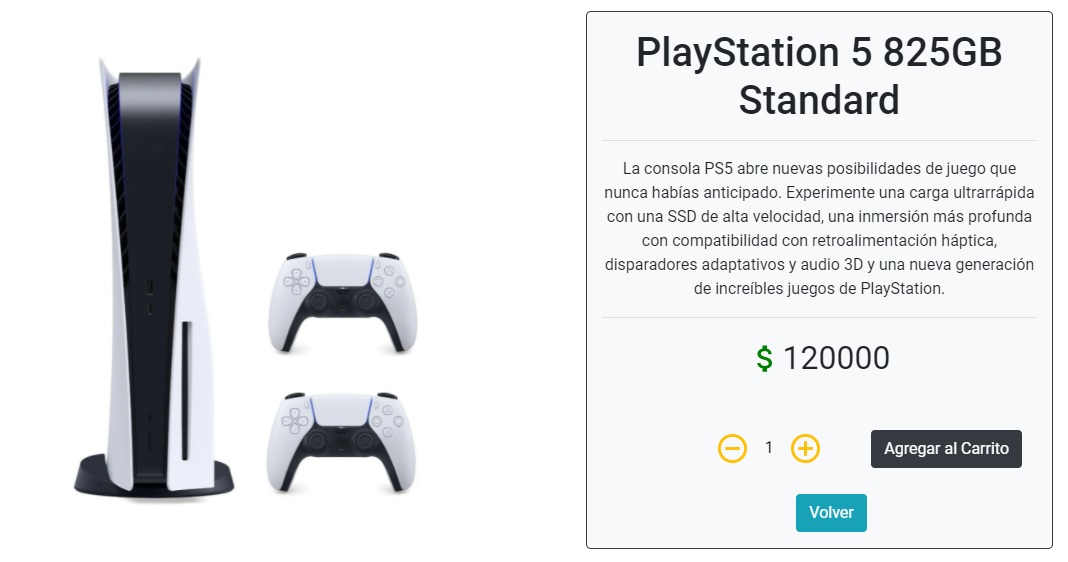 PlayStation 5 825GB
Standard
La consola PS5 abre nuevas posibilidades de juego que
nunca habías anticipado. Experimente una carga ultrarrápida
con una SSD de alta velocidad, una inmersión más profunda
con compatibilidad con retroalimentación háptica,
disparadores adaptativos y audio 3D y una nueva generación
de increíbles juegos de PlayStation.
$ 120000
1 Agregar al Carrito
Volver